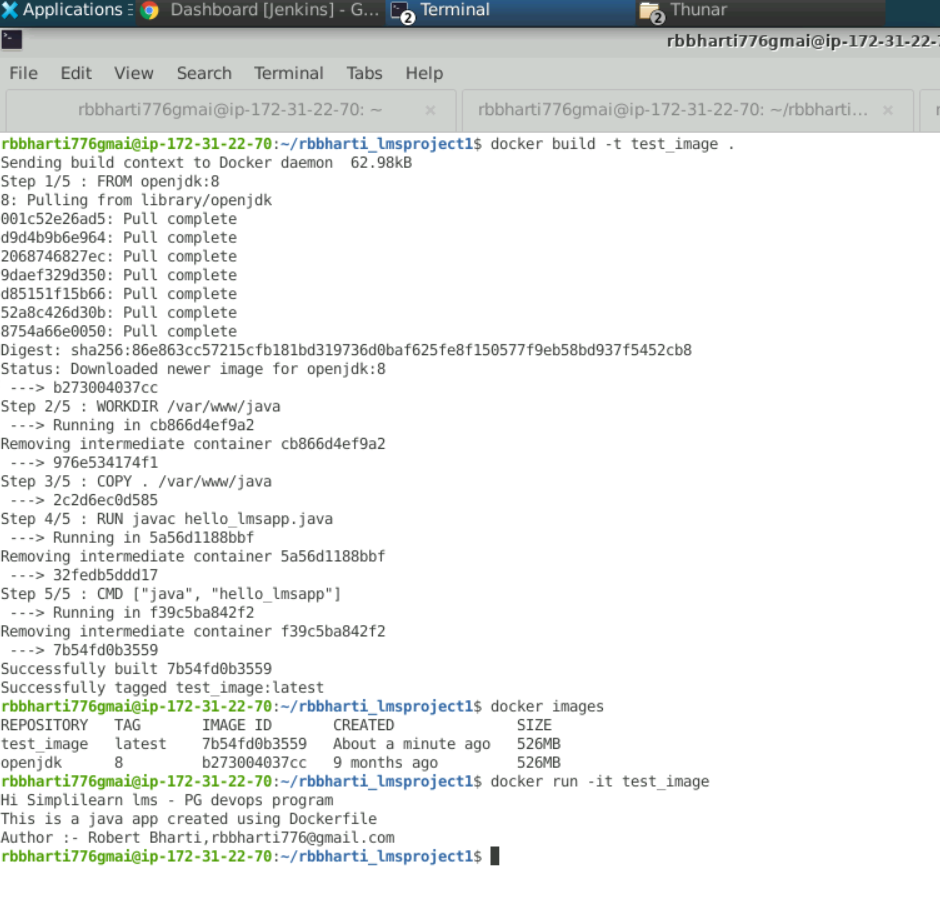 Applications
Dashboard [Jenkins] - G...
2
Terminal
2
Thunar
rbbharti776gmai@ip-172-31-22-
File Edit View Search Terminal Tabs Help
rbbharti776gmai@ip-172-31-22-70: ~ ×
rbbharti776gmai@ip-172-31-22-70: ~/rbbharti... ×
rbbharti776gmai@ip-172-31-22-70:~/rbbharti_lmsproject1$ docker build -t test_image .
Sending build context to Docker daemon  62.98kB
Step 1/5 : FROM openjdk:8
8: Pulling from library/openjdk
001c52e26ad5: Pull complete
d9d4b9b6e964: Pull complete
2068746827ec: Pull complete
9daef329d350: Pull complete
d85151f15b66: Pull complete
52a8c426d30b: Pull complete
8754a66e0050: Pull complete
Digest: sha256:86e863cc57215cfb181bd319736d0baf625fe8f150577f9eb58bd937f5452cb8
Status: Downloaded newer image for openjdk:8
 ---> b273004037cc
Step 2/5 : WORKDIR /var/www/java
 ---> Running in cb866d4ef9a2
Removing intermediate container cb866d4ef9a2
 ---> 976e534174f1
Step 3/5 : COPY . /var/www/java
 ---> 2c2d6ec0d585
Step 4/5 : RUN javac hello_lmsapp.java
 ---> Running in 5a56d1188bbf
Removing intermediate container 5a56d1188bbf
 ---> 32fedb5ddd17
Step 5/5 : CMD ["java", "hello_lmsapp"]
 ---> Running in f39c5ba842f2
Removing intermediate container f39c5ba842f2
 ---> 7b54fd0b3559
Successfully built 7b54fd0b3559
Successfully tagged test_image:latest
rbbharti776gmai@ip-172-31-22-70:~/rbbharti_lmsproject1$ docker images
REPOSITORY   TAG       IMAGE ID       CREATED              SIZE
test_image   latest    7b54fd0b3559   About a minute ago   526MB
openjdk      8         b273004037cc   9 months ago         526MB
rbbharti776gmai@ip-172-31-22-70:~/rbbharti_lmsproject1$ docker run -it test_image
Hi Simplilearn lms - PG devops program
This is a java app created using Dockerfile
Author :- Robert Bharti,rbbharti776@gmail.com
rbbharti776gmai@ip-172-31-22-70:~/rbbharti_lmsproject1$